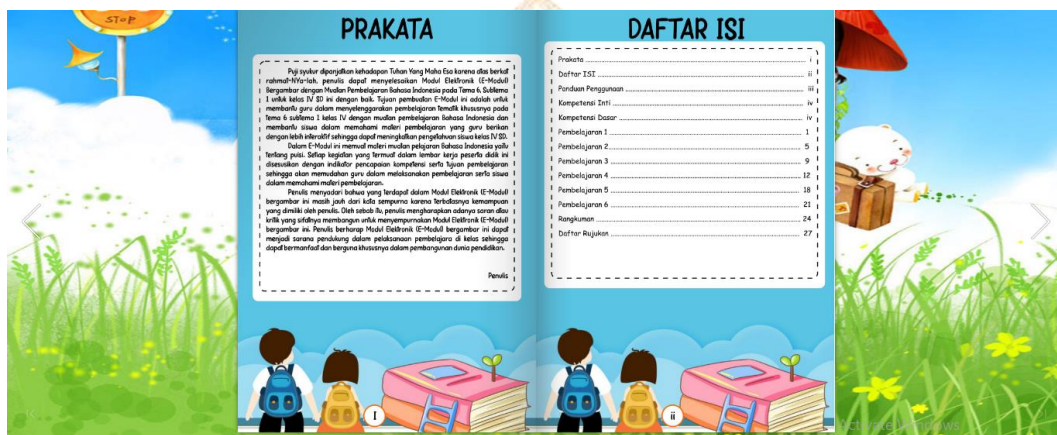 STOP
PRAKATA
Puji syukur dipanjatkan kehadapan Tuhan Yang Maha Esa karena atas berkat
rahmat-NYa-lah, penulis dapat menyelesaikan Modul Elektronik (E-Modul)
Bergambar dengan Muatan Pembelajaran Bahasa Indonesia pada Tema 6, Subtema
1 untuk kelas IV SD ini dengan baik. Tujuan pembuatan E-Modul ini adalah untuk
membantu guru dalam menyelenggarakan pembelajaran tematik khususnya pada
tema 6 subtema 1 kelas IV dengan muatan pembelajaran Bahasa Indonesia dan
membantu siswa dalam memahami materi pembelajaran yang guru berikan
dengan lebih interaktif sehingga dapat meningkatkan pengetahuan siswa kelas IV SD.
Dalam E-Modul ini memuat materi muatan pelajaran Bahasa Indonesia yaitu
tentang puisi. Setiap kegiatan yang termuat dalam lembar kerja peserta didik ini
disesuaikan dengan indikator pencapaian kompetensi serta tujuan pembelajaran
sehingga akan memudahkan guru dalam melaksanakan pembelajaran serta siswa
dalam memahami materi pembelajaran.
Penulis menyadari bahwa yang terdapat dalam Modul Elektronik (E-Modul)
bergambar ini masih jauh dari kata sempurna karena terbatasnya kemampuan
yang dimiliki oleh penulis. Oleh sebab itu, penulis mengharapkan adanya saran atau
kritik yang sifatnya membangun untuk menyempurnakan Modul Elektronik (E-Modul)
bergambar ini. Penulis berharap Modul Elektronik (E-Modul) bergambar ini dapat
menjadi sarana pendukung dalam pelaksanaan pembelajara di kelas sehingga
dapat bermanfaat dan berguna khususnya dalam pembangunan dunia pendidikan.
Penulis
I
DAFTAR ISI
Prakata ..... i
Daftar ISI ..... ii
Panduan Penggunaan ..... iii
Kompetensi Inti ..... iv
Kompetensi Dasar ..... iv
Pembelajaran 1 ..... 1
Pembelajaran 2 ..... 5
Pembelajaran 3 ..... 9
Pembelajaran 4 ..... 12
Pembelajaran 5 ..... 18
Pembelajaran 6 ..... 21
Rangkuman ..... 24
Daftar Rujukan ..... 27
ii
Activate Windows